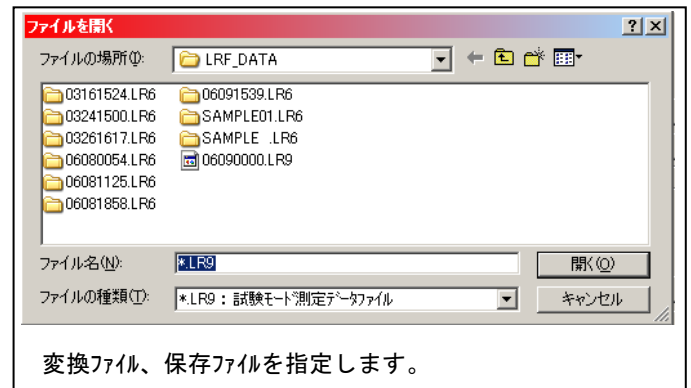 ファイルを開く
ファイルの場所(I):
LRF_DATA
03161524.LR6
03241500.LR6
03261617.LR6
06080054.LR6
06081125.LR6
06081858.LR6
06091539.LR6
SAMPLE01.LR6
SAMPLE .LR6
06090000.LR9
ファイル名(N):
*.LR9
開く(O)
ファイルの種類(T):
*.LR9 : 試験ﾓｰﾄﾞ測定ﾃﾞｰﾀﾌｧｲﾙ
キャンセル
変換ﾌｧｲﾙ、保存ﾌｧｲﾙを指定します。